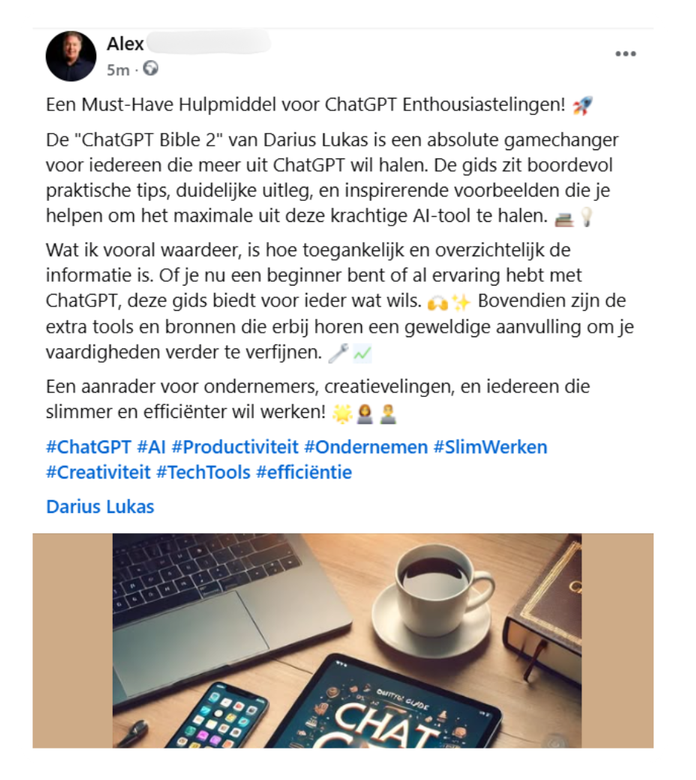 Alex
5m ·
Een Must-Have Hulpmiddel voor ChatGPT Enthousiastelingen! 🚀
De "ChatGPT Bible 2" van Darius Lukas is een absolute gamechanger
voor iedereen die meer uit ChatGPT wil halen. De gids zit boordevol
praktische tips, duidelijke uitleg, en inspirerende voorbeelden die je
helpen om het maximale uit deze krachtige AI-tool te halen. 📚💡
Wat ik vooral waardeer, is hoe toegankelijk en overzichtelijk de
informatie is. Of je nu een beginner bent of al ervaring hebt met
ChatGPT, deze gids biedt voor ieder wat wils. 🙌✨ Bovendien zijn de
extra tools en bronnen die erbij horen een geweldige aanvulling om je
vaardigheden verder te verfijnen. 🔧📈
Een aanrader voor ondernemers, creatievelingen, en iedereen die
slimmer en efficiënter wil werken! 🌟👩‍💼👨‍💼
#ChatGPT #AI #Productiviteit #Ondernemen #SlimWerken
#Creativiteit #TechTools #efficiëntie
Darius Lukas
CHAT